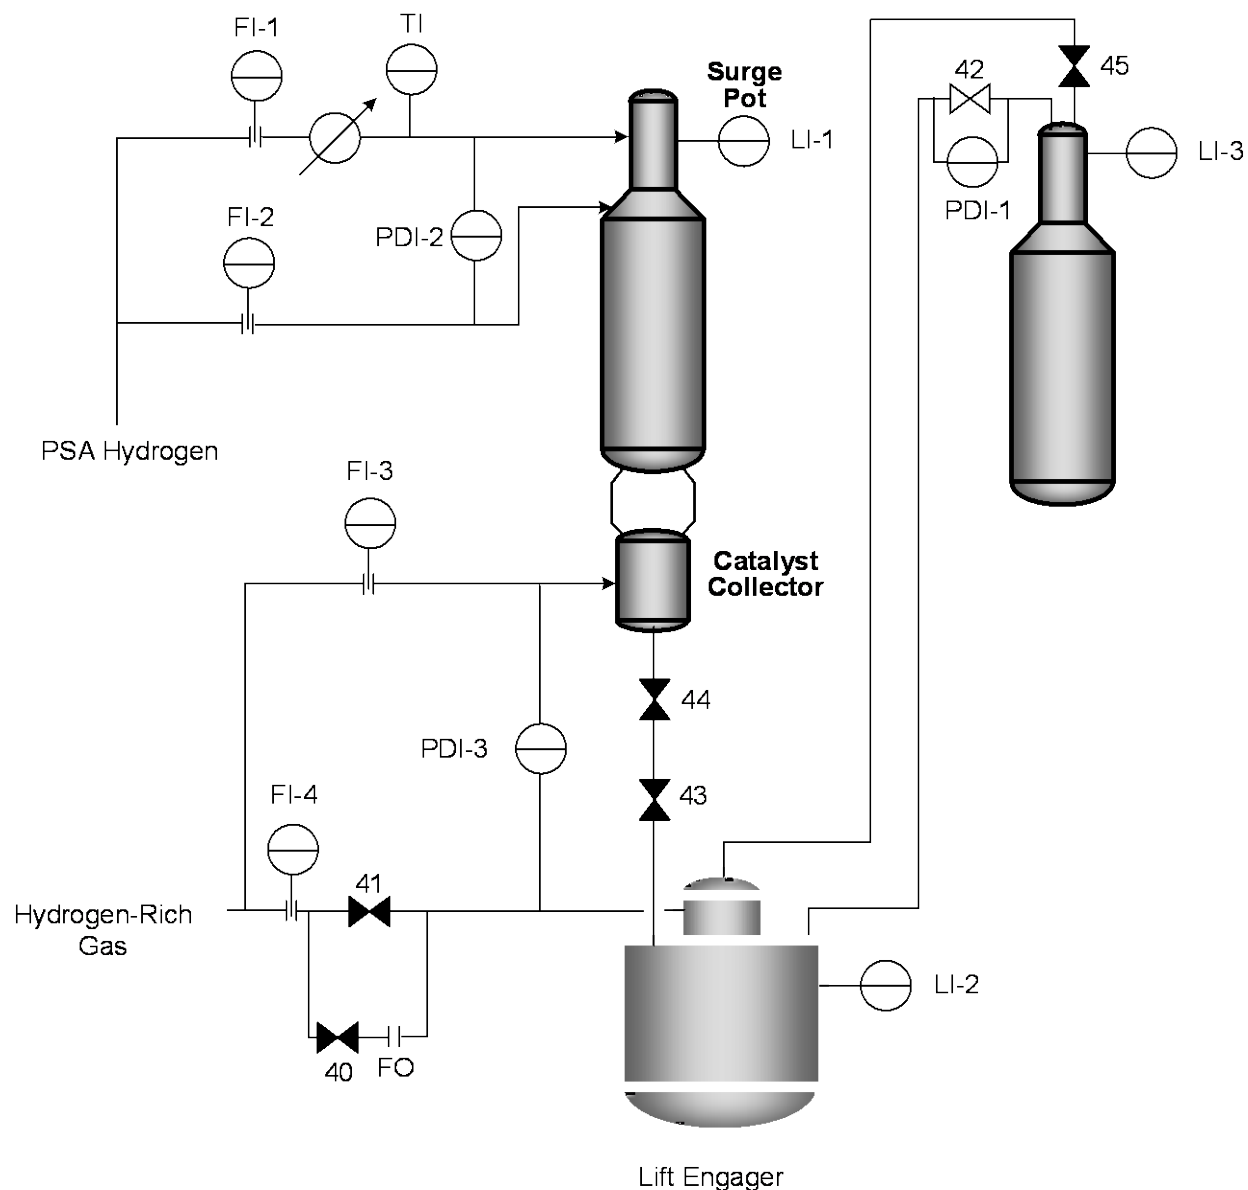 FI-1
TI
Surge
Pot
42
45
LI-1
LI-3
FI-2
PDI-2
PDI-1
PSA Hydrogen
FI-3
Catalyst
Collector
44
PDI-3
43
FI-4
41
Hydrogen-Rich
Gas
LI-2
40
FO
Lift Engager